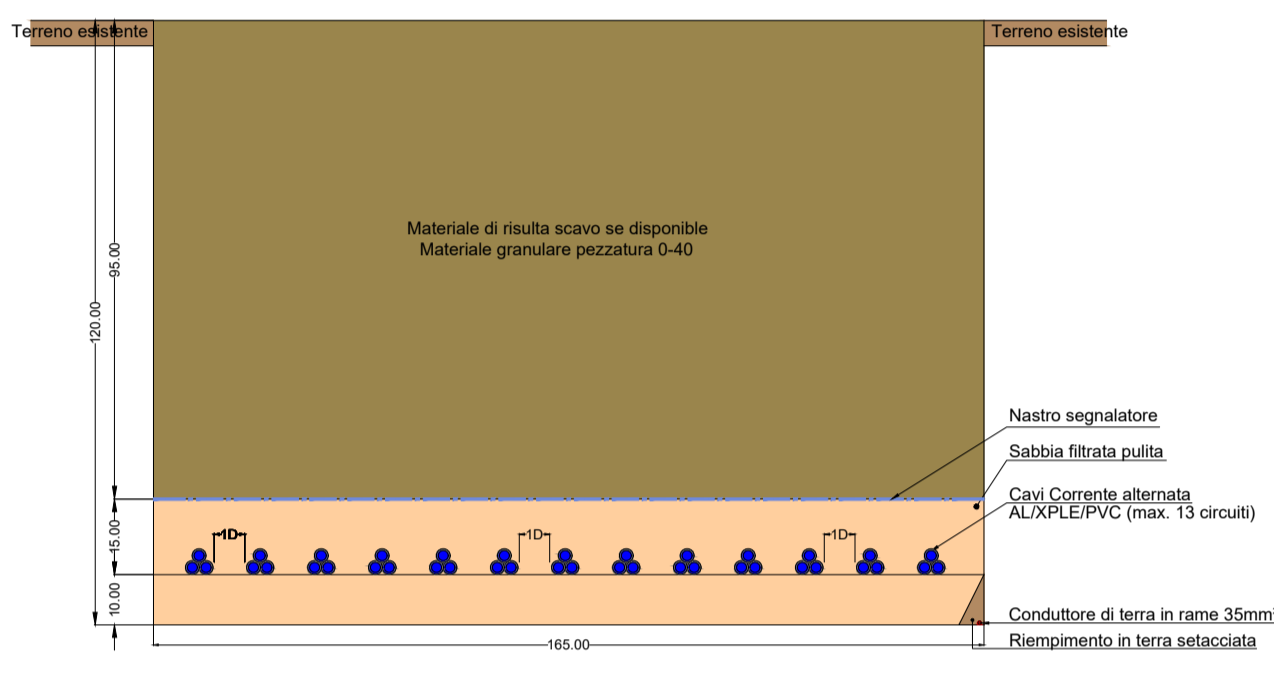 Terreno esistente
Terreno esistente
Materiale di risulta scavo se disponible
Materiale granulare pezzatura 0-40
95.00
120.00
Nastro segnalatore
Sabbia filtrata pulita
Cavi Corrente alternata
AL/XPLE/PVC (max. 13 circuiti)
15.00
1D
1D
1D
10.00
Conduttore di terra in rame 35mm²
Riempimento in terra setacciata
165.00